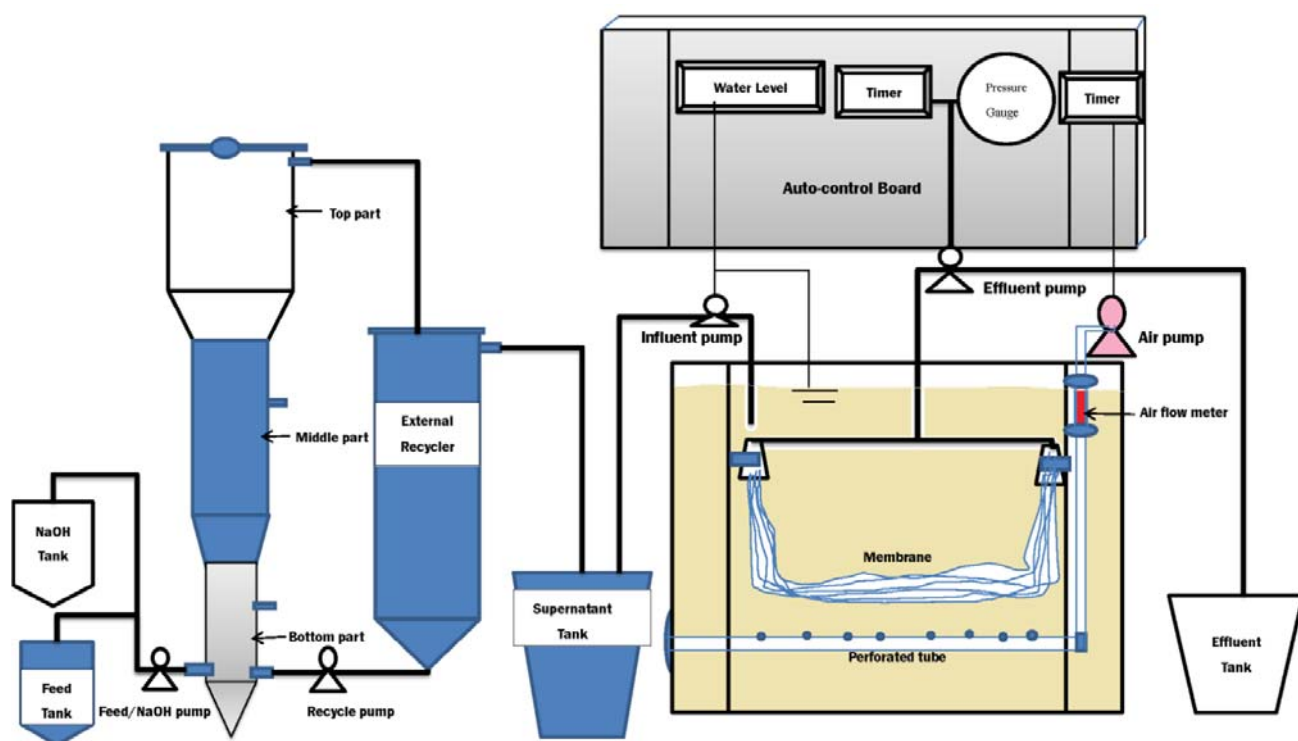 Water Level
Timer
Pressure
Gauge
Timer
Auto-control Board
Top part
Effluent pump
Influent pump
Air pump
External
Recycler
Air flow meter
Middle part
NaOH
Tank
Membrane
Supernatant
Tank
Bottom part
Perforated tube
Effluent
Tank
Feed
Tank
Feed/NaOH pump
Recycle pump